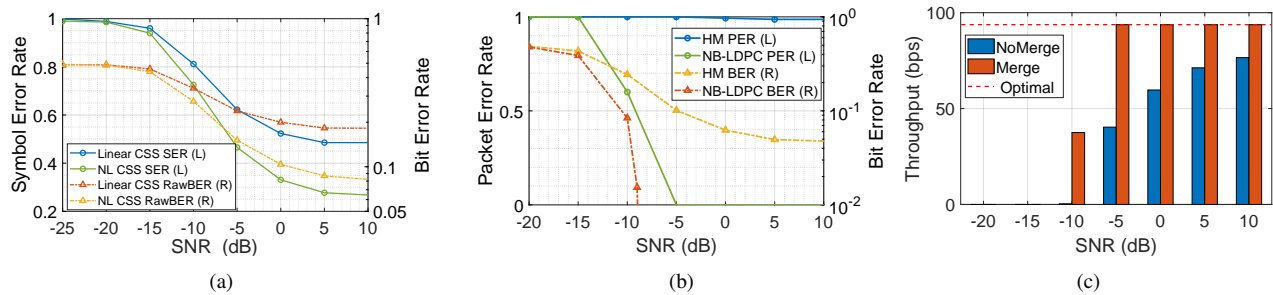 1
0.8
0.6
0.4
0.2
Symbol Error Rate
-25 -20 -15 -10 -5 0 5 10
SNR (dB)
1
0.1
0.05
Bit Error Rate
Linear CSS SER (L)
NL CSS SER (L)
Linear CSS RawBER (R)
NL CSS RawBER (R)
(a)
1
0.5
0
Packet Error Rate
-20 -15 -10 -5 0 5 10
SNR (dB)
10^0
10^-1
10^-2
Bit Error Rate
HM PER (L)
NB-LDPC PER (L)
HM BER (R)
NB-LDPC BER (R)
(b)
100
50
0
Throughput (bps)
-20 -15 -10 -5 0 5 10
SNR (dB)
NoMerge
Merge
Optimal
(c)